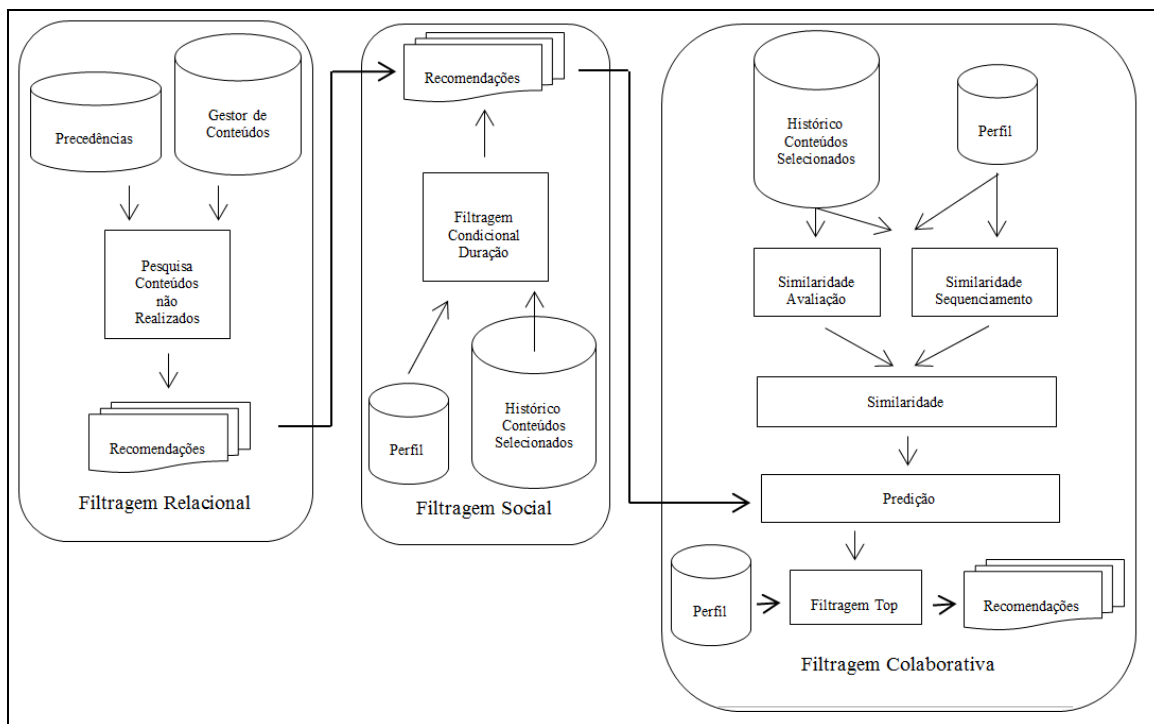 Precedências
Gestor de
Conteúdos
Pesquisa
Conteúdos
não
Realizados
Recomendações
Filtragem Relacional
Recomendações
Filtragem
Condicional
Duração
Perfil
Histórico
Conteúdos
Selecionados
Filtragem Social
Histórico
Conteúdos
Selecionados
Perfil
Similaridade
Avaliação
Similaridade
Sequenciamento
Similaridade
Predição
Perfil
Filtragem Top
Recomendações
Filtragem Colaborativa